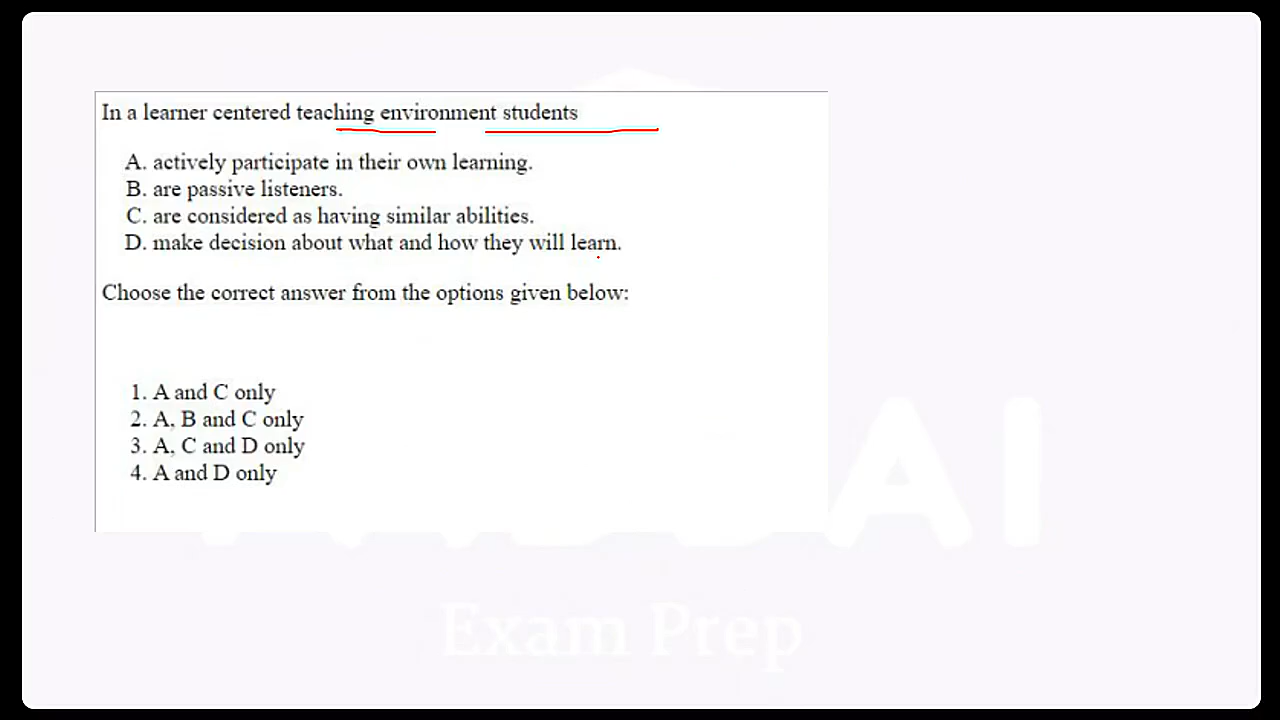 In a learner centered teaching environment students
A. actively participate in their own learning.
B. are passive listeners.
C. are considered as having similar abilities.
D. make decision about what and how they will learn.
Choose the correct answer from the options given below:
1. A and C only
2. A, B and C only
3. A, C and D only
4. A and D only
Exam Prep